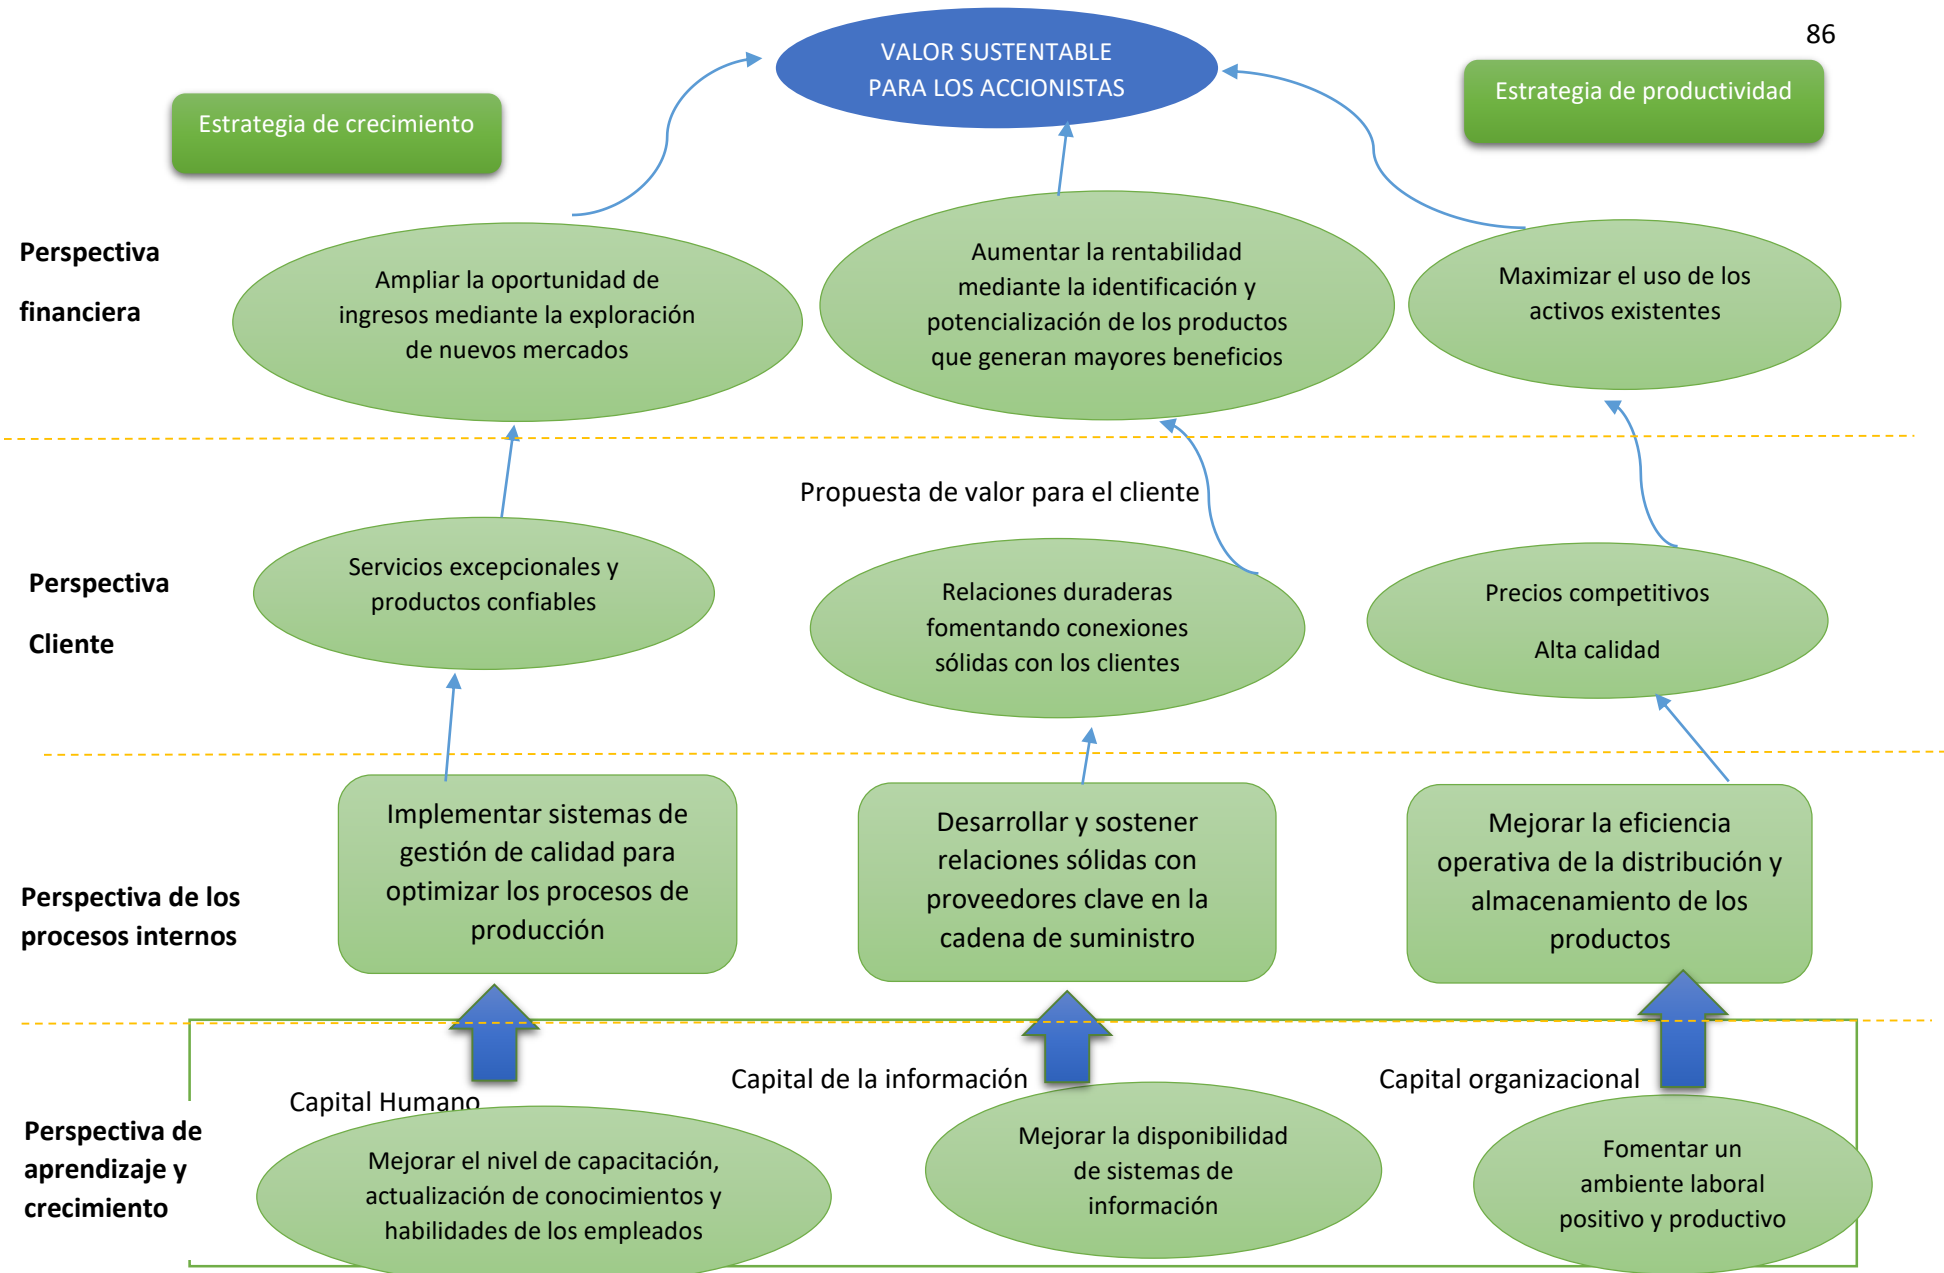 86
VALOR SUSTENTABLE
PARA LOS ACCIONISTAS
Estrategia de crecimiento
Estrategia de productividad
Perspectiva
financiera
Ampliar la oportunidad de
ingresos mediante la exploración
de nuevos mercados
Aumentar la rentabilidad
mediante la identificación y
potencialización de los productos
que generan mayores beneficios
Maximizar el uso de los
activos existentes
Propuesta de valor para el cliente
Perspectiva
Cliente
Servicios excepcionales y
productos confiables
Relaciones duraderas
fomentando conexiones
sólidas con los clientes
Precios competitivos
Alta calidad
Perspectiva de los
procesos internos
Implementar sistemas de
gestión de calidad para
optimizar los procesos de
producción
Desarrollar y sostener
relaciones sólidas con
proveedores clave en la
cadena de suministro
Mejorar la eficiencia
operativa de la distribución y
almacenamiento de los
productos
Perspectiva de
aprendizaje y
crecimiento
Capital Humano
Mejorar el nivel de capacitación,
actualización de conocimientos y
habilidades de los empleados
Capital de la información
Mejorar la disponibilidad
de sistemas de
información
Capital organizacional
Fomentar un
ambiente laboral
positivo y productivo